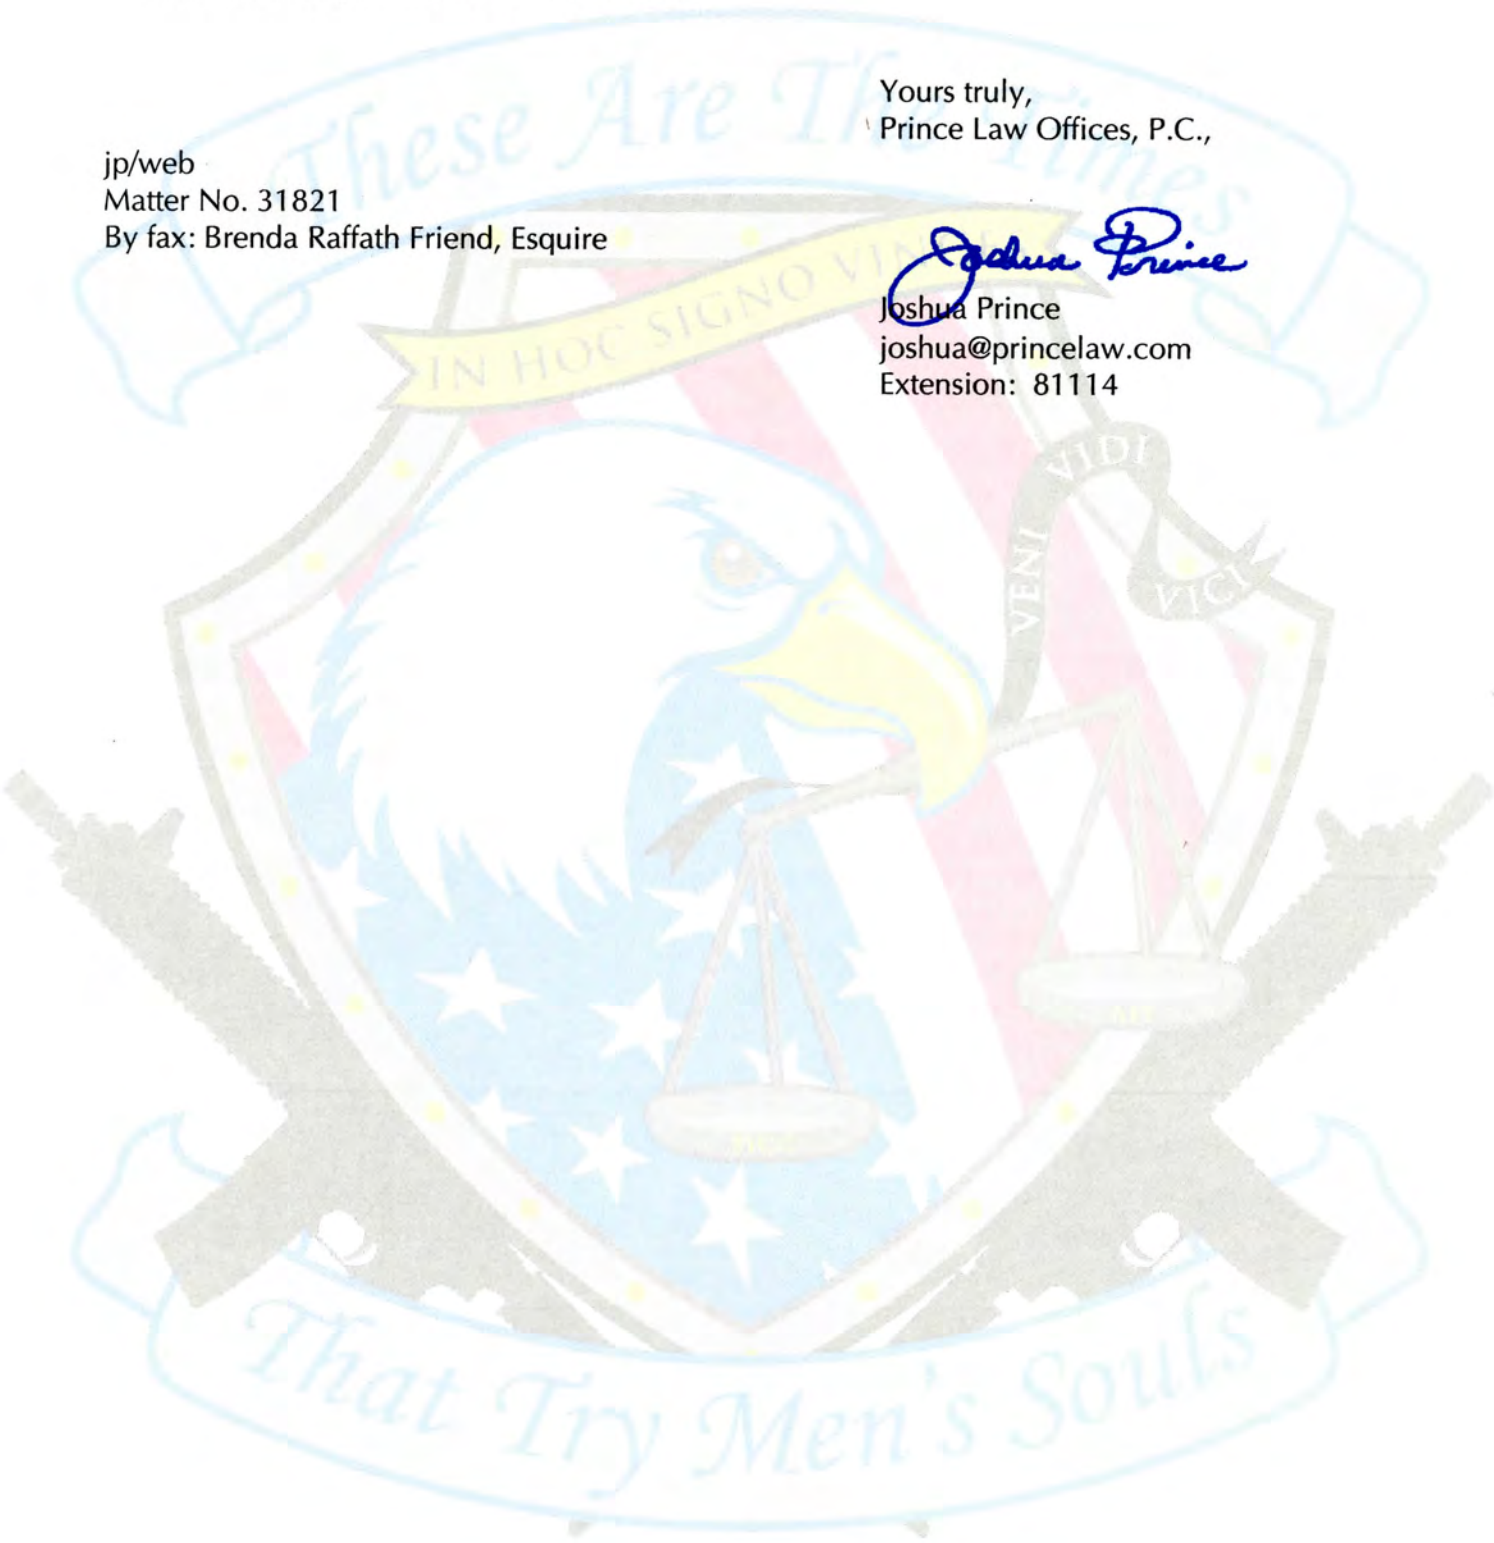 These Are The Times
Yours truly,
Prince Law Offices, P.C.,
jp/web
Matter No. 31821
By fax: Brenda Raffath Friend, Esquire
IN HOC SIGNO
Joshua Prince
Joshua Prince
joshua@princelaw.com
Extension: 81114
VENI VIDI VICI
That Try Men's Souls